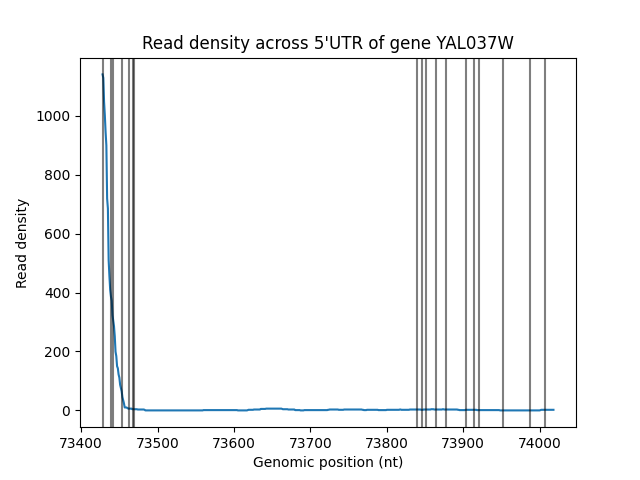 Read density across 5'UTR of gene YAL037W
Read density
1000
800
600
400
200
0
73400 73500 73600 73700 73800 73900 74000
Genomic position (nt)